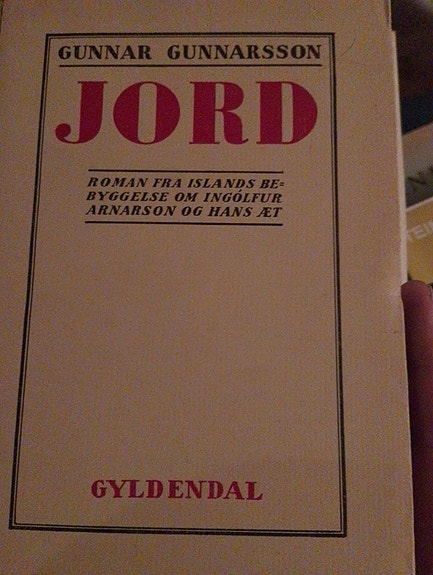 GUNNAR GUNNARSSON
JORD
ROMAN FRA ISLANDS BE=
BYGGELSE OM INGÓLFUR
ARNARSON OG HANS ÆT
GYLDENDAL